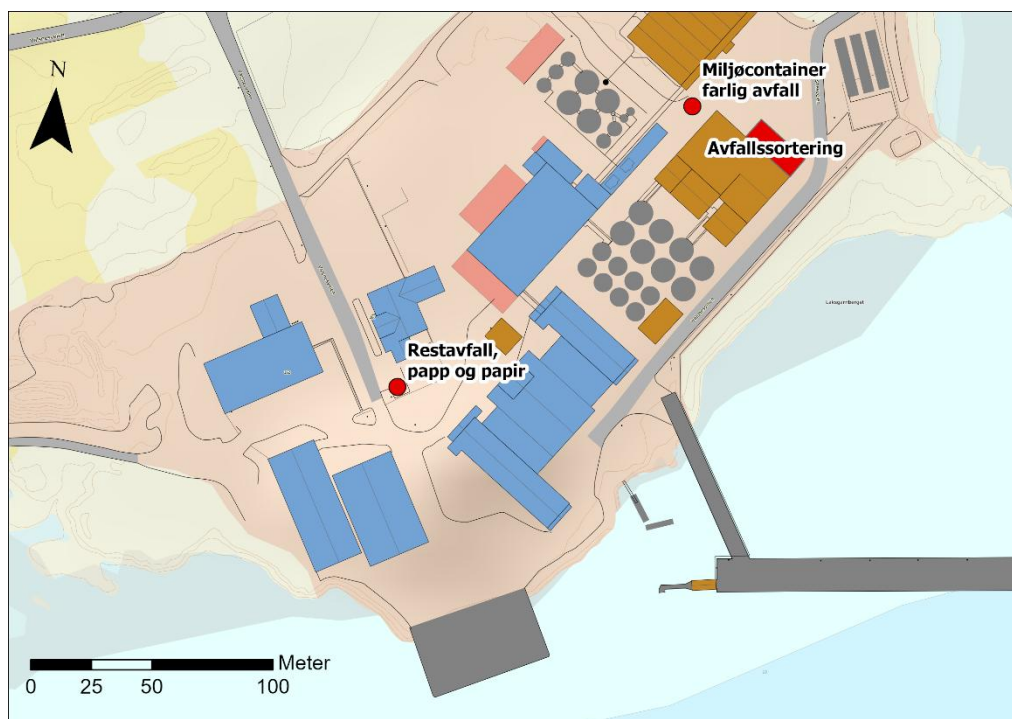 N
Miljøcontainer
farlig avfall
Avfallssortering
Restavfall,
papp og papir
Meter
0 25 50 100